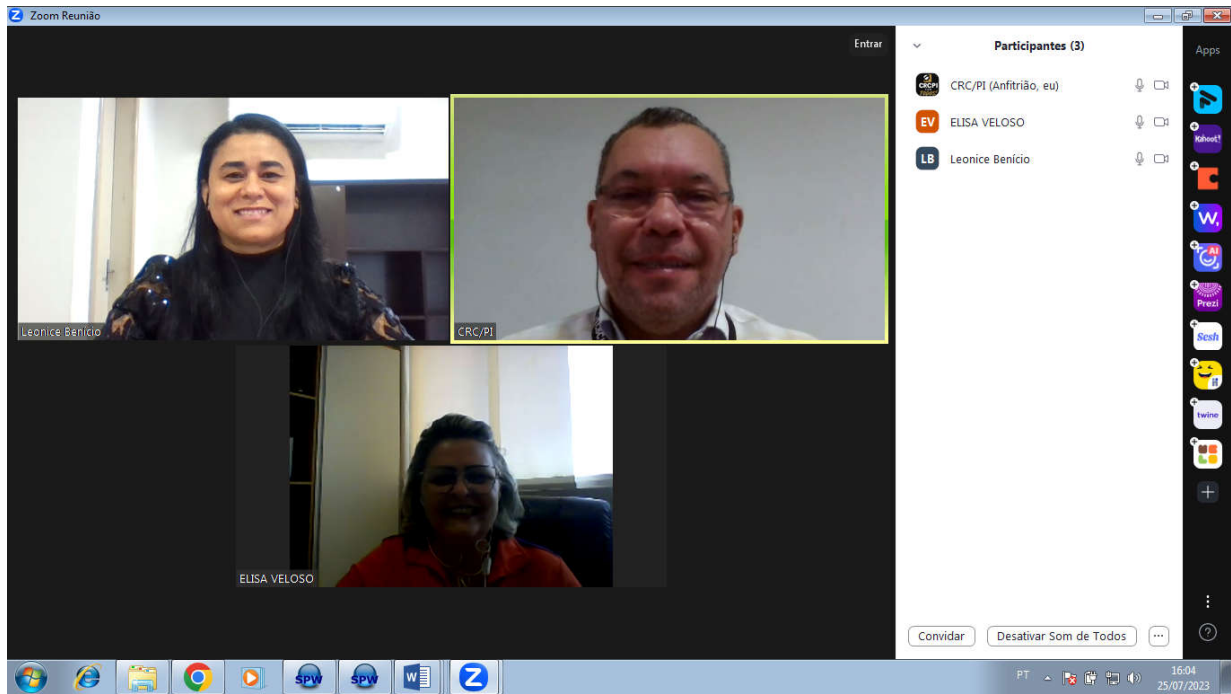 Zoom Reunião
Entrar
Leonice Benício
CRC/PI
ELISA VELOSO
Participantes (3)
CRCPI
CRC/PI (Anfitrião, eu)
EV
ELISA VELOSO
LB
Leonice Benício
Convidar
Desativar Som de Todos
Apps
Kahoot!
W,
AI
Prezi
Sesh
twine
SPW
SPW
W
Z
PT
16:04
25/07/2023